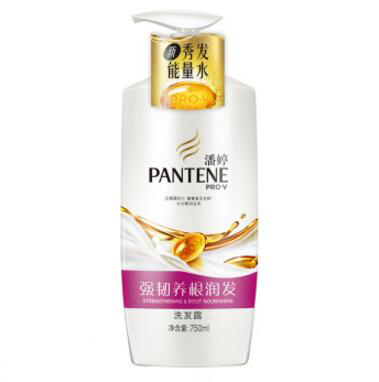 新 秀发
能量水
PRO-V
潘婷
PANTENE
PRO-V
强韧养根润发
STRENGTHENING & ROOT NOURISHING
洗发露
净含量:750ml